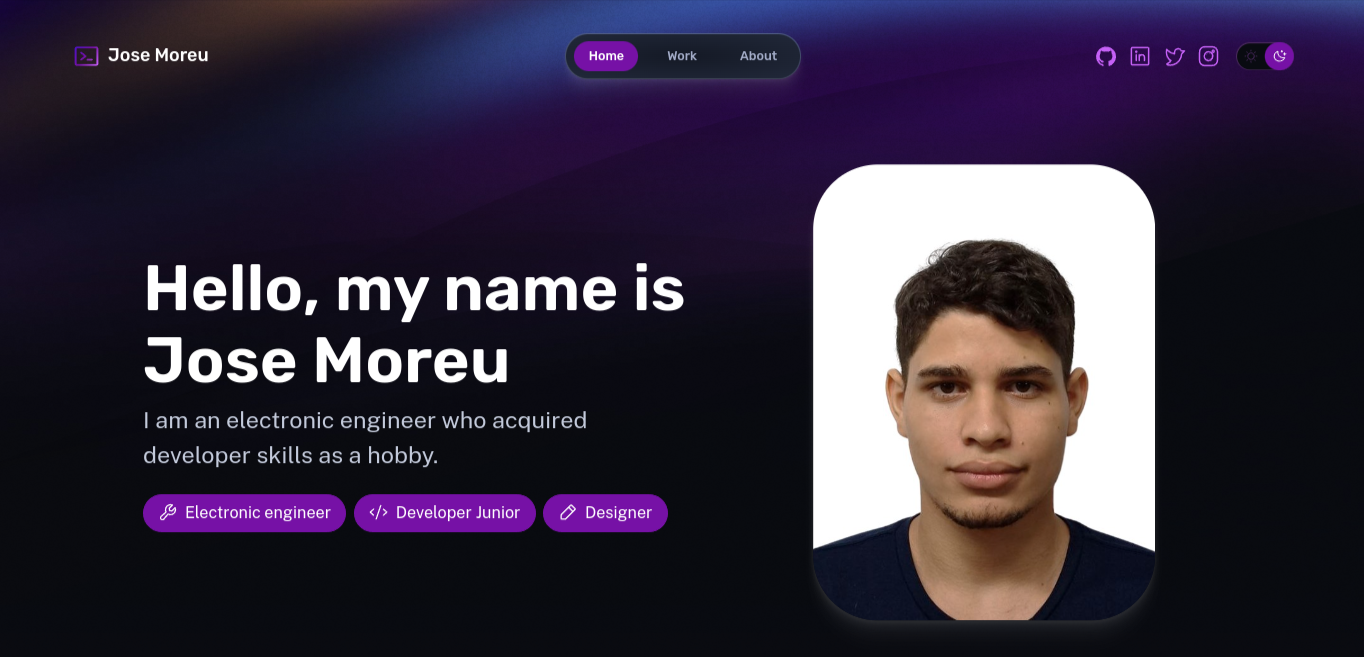 Jose Moreu
Home Work About
Hello, my name is
Jose Moreu
I am an electronic engineer who acquired
developer skills as a hobby.
Electronic engineer Developer Junior Designer